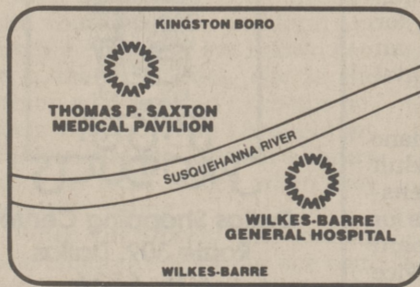 KINGSTON BORO
THOMAS P. SAXTON
MEDICAL PAVILION
SUSQUEHANNA RIVER
WILKES-BARRE
GENERAL HOSPITAL
WILKES-BARRE